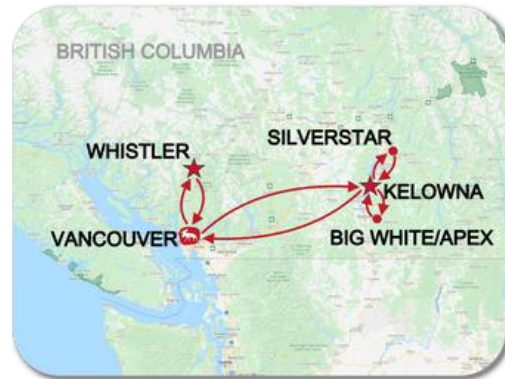 BRITISH COLUMBIA
SILVERSTAR
WHISTLER
KELOWNA
VANCOUVER
BIG WHITE/APEX